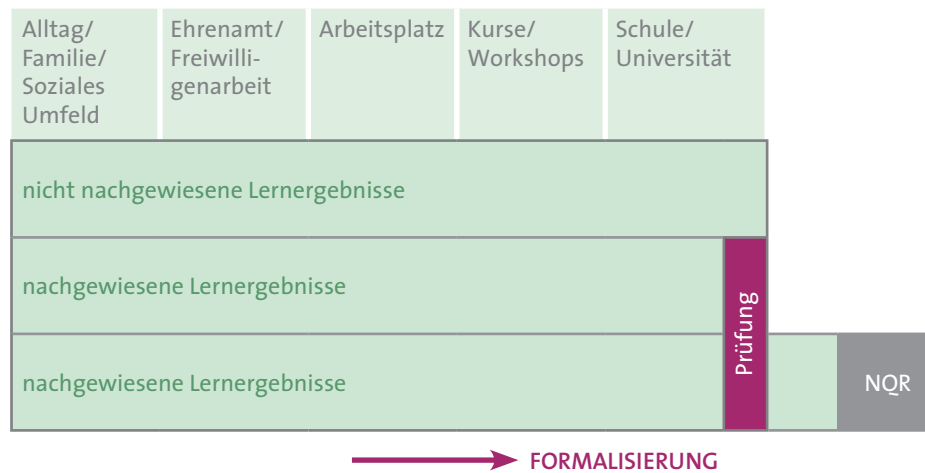 Alltag/
Familie/
Soziales
Umfeld
Ehrenamt/
Freiwilli-
genarbeit
Arbeitsplatz
Kurse/
Workshops
Schule/
Universität
nicht nachgewiesene Lernergebnisse
nachgewiesene Lernergebnisse
Prüfung
nachgewiesene Lernergebnisse
NQR
FORMALISIERUNG